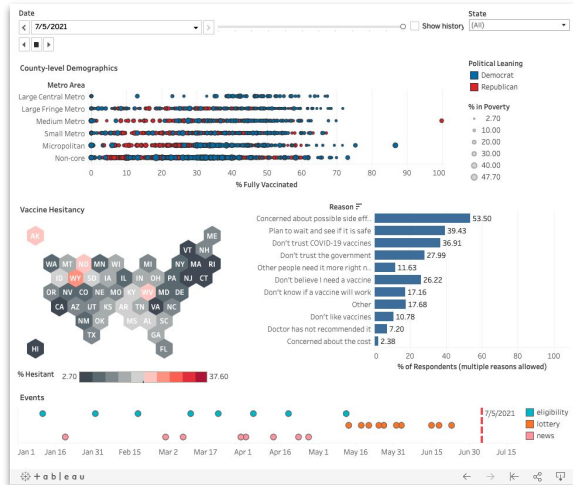 Date
State
7/5/2021
Show history
(All)
County-level Demographics
Political Leaning
Democrat
Republican
Metro Area
Large Central Metro
Large Fringe Metro
Medium Metro
Small Metro
Micropolitan
Non-core
0 10 20 30 40 50 60 70 80 90 100
% Fully Vaccinated
% in Poverty
2.70
10.00
20.00
30.00
40.00
47.70
Vaccine Hesitancy
AK ME
VT NH
WA MT ND MN WI MI NY MA RI
ID WY SD IA IL IN OH PA NJ CT
OR NV CO NE MO KY WV MD DE
CA AZ UT KS AR TN VA NC
NM OK MS AL SC
TX GA
HI FL
% Hesitant 2.70 37.60
Reason
Concerned about possible side eff.. 53.50
Plan to wait and see if it is safe 39.43
Don't trust COVID-19 vaccines 36.91
Don't trust the government 27.99
Other people need it more right n.. 11.63
Don't believe I need a vaccine 26.22
Don't know if a vaccine will work 17.16
Other 17.68
Don't like vaccines 10.78
Doctor has not recommended it 7.20
Concerned about the cost 2.38
0 20 40 60 80 100
% of Respondents (multiple reasons allowed)
Events
7/5/2021
eligibility
lottery
news
Jan 1 Jan 16 Jan 31 Feb 15 Mar 2 Mar 17 Apr 1 Apr 16 May 1 May 16 May 31 Jun 15 Jun 30 Jul 15
+ a b l e a u